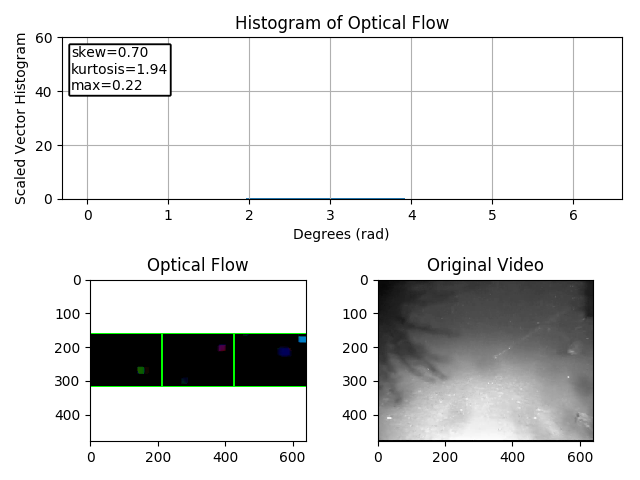 Histogram of Optical Flow
skew=0.70
kurtosis=1.94
max=0.22
Scaled Vector Histogram
60
40
20
0
0 1 2 3 4 5 6
Degrees (rad)
Optical Flow
0
100
200
300
400
0 200 400 600
Original Video
0
100
200
300
400
0 200 400 600